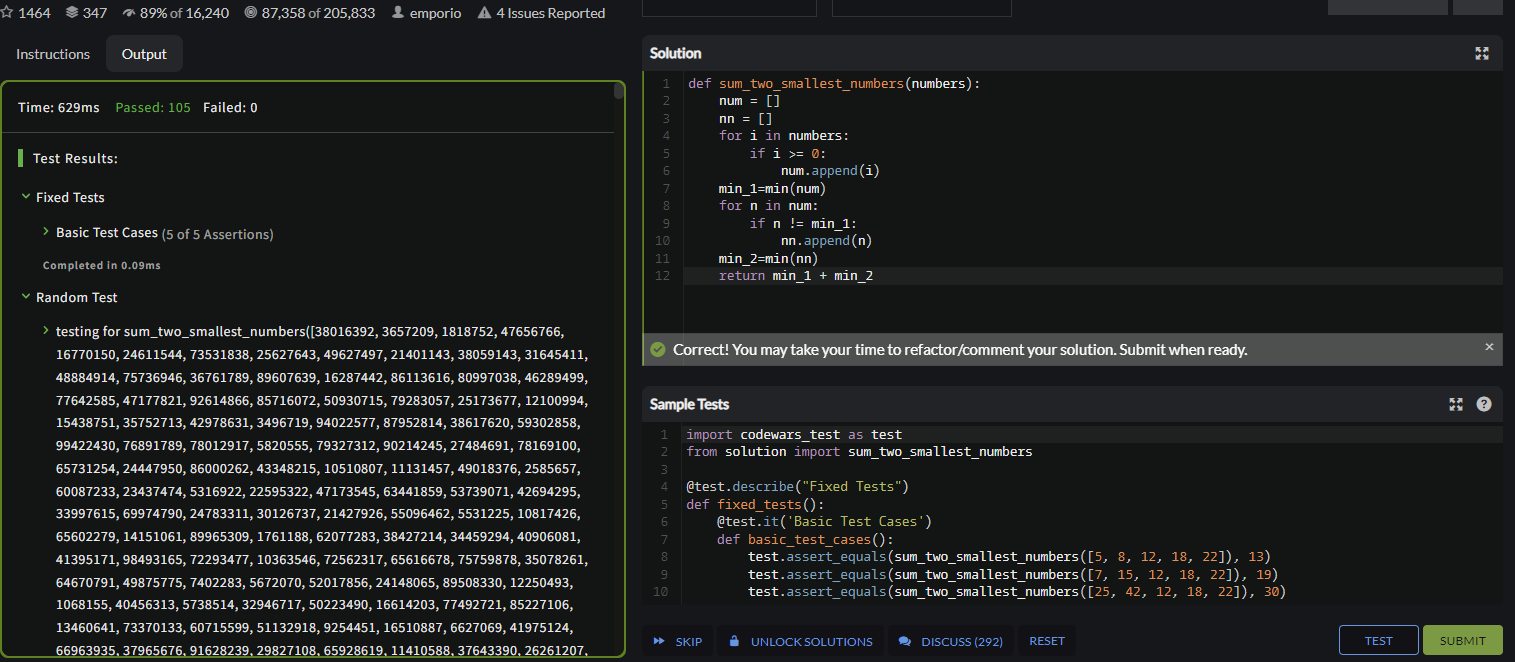 1464 347 89% of 16,240 87,358 of 205,833 emporio 4 Issues Reported
Instructions Output
Time: 629ms Passed: 105 Failed: 0
Test Results:
Fixed Tests
Basic Test Cases (5 of 5 Assertions)
Completed in 0.09ms
Random Test
testing for sum_two_smallest_numbers([38016392, 3657209, 1818752, 47656766,
16770150, 24611544, 73531838, 25627643, 49627497, 21401143, 38059143, 31645411,
48884914, 75736946, 36761789, 89607639, 16287442, 86113616, 80997038, 46289499,
77642585, 47177821, 92614866, 85716072, 50930715, 79283057, 25173677, 12100994,
15438751, 35752713, 42978631, 3496719, 94022577, 87952814, 38617620, 59302858,
99422430, 76891789, 78012917, 5820555, 79327312, 90214245, 27484691, 78169100,
65731254, 24447950, 86000262, 43348215, 10510807, 11131457, 49018376, 2585657,
60087233, 23437474, 5316922, 22595322, 47173545, 63441859, 53739071, 42694295,
33997615, 69974790, 24783311, 30126737, 21427926, 55096462, 5531225, 10817426,
65602279, 14151061, 89965309, 1761188, 62077283, 38427214, 34459294, 40906081,
41395171, 98493165, 72293477, 10363546, 72562317, 65616678, 75759878, 35078261,
64670791, 49875775, 7402283, 5672070, 52017856, 24148065, 89508330, 12250493,
1068155, 40456313, 5738514, 32946717, 50223490, 16614203, 77492721, 85227106,
13460641, 73370133, 60715599, 51132918, 9254451, 16510887, 6627069, 41975124,
66963935, 37965676, 91628239, 29827108, 65928619, 11410588, 37643390, 26261207,
Solution
1 def sum_two_smallest_numbers(numbers):
2 num = []
3 nn = []
4 for i in numbers:
5 if i >= 0:
6 num.append(i)
7 min_1=min(num)
8 for n in num:
9 if n != min_1:
10 nn.append(n)
11 min_2=min(nn)
12 return min_1 + min_2
Correct! You may take your time to refactor/comment your solution. Submit when ready.
Sample Tests
1 import codewars_test as test
2 from solution import sum_two_smallest_numbers
3
4 @test.describe("Fixed Tests")
5 def fixed_tests():
6 @test.it('Basic Test Cases')
7 def basic_test_cases():
8 test.assert_equals(sum_two_smallest_numbers([5, 8, 12, 18, 22]), 13)
9 test.assert_equals(sum_two_smallest_numbers([7, 15, 12, 18, 22]), 19)
10 test.assert_equals(sum_two_smallest_numbers([25, 42, 12, 18, 22]), 30)
SKIP UNLOCK SOLUTIONS DISCUSS (292) RESET TEST SUBMIT